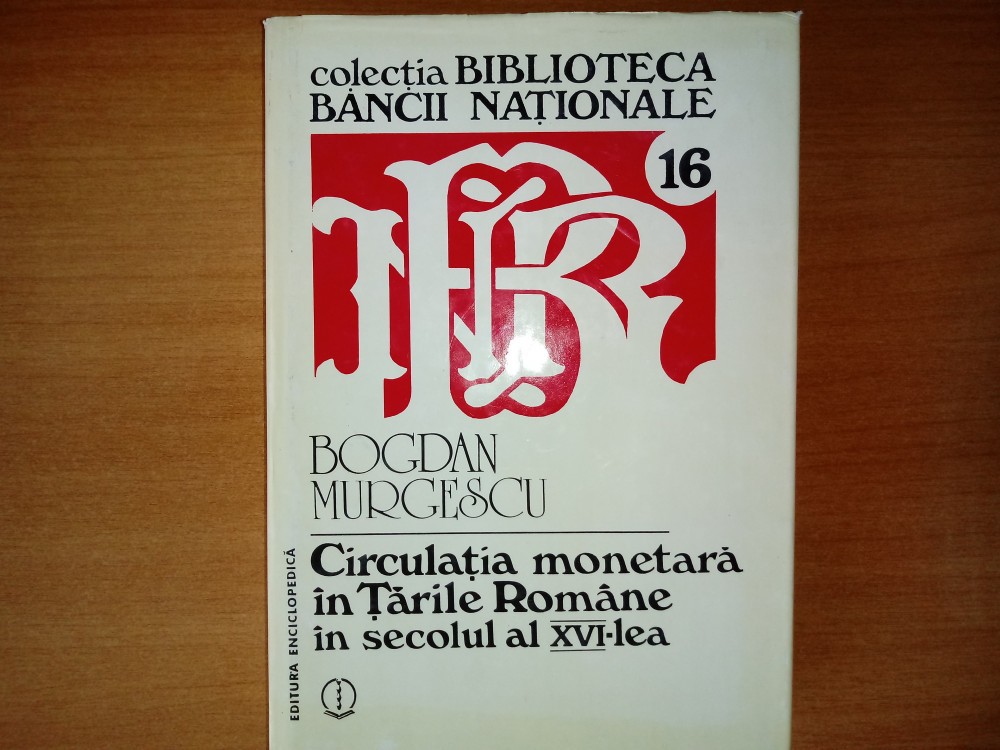 colecția BIBLIOTECA
BĂNCII NAȚIONALE
16
BNR
BOGDAN
MURGESCU
Circulația monetară
în Țările Române
în secolul al XVI-lea
EDITURA ENCICLOPEDICĂ